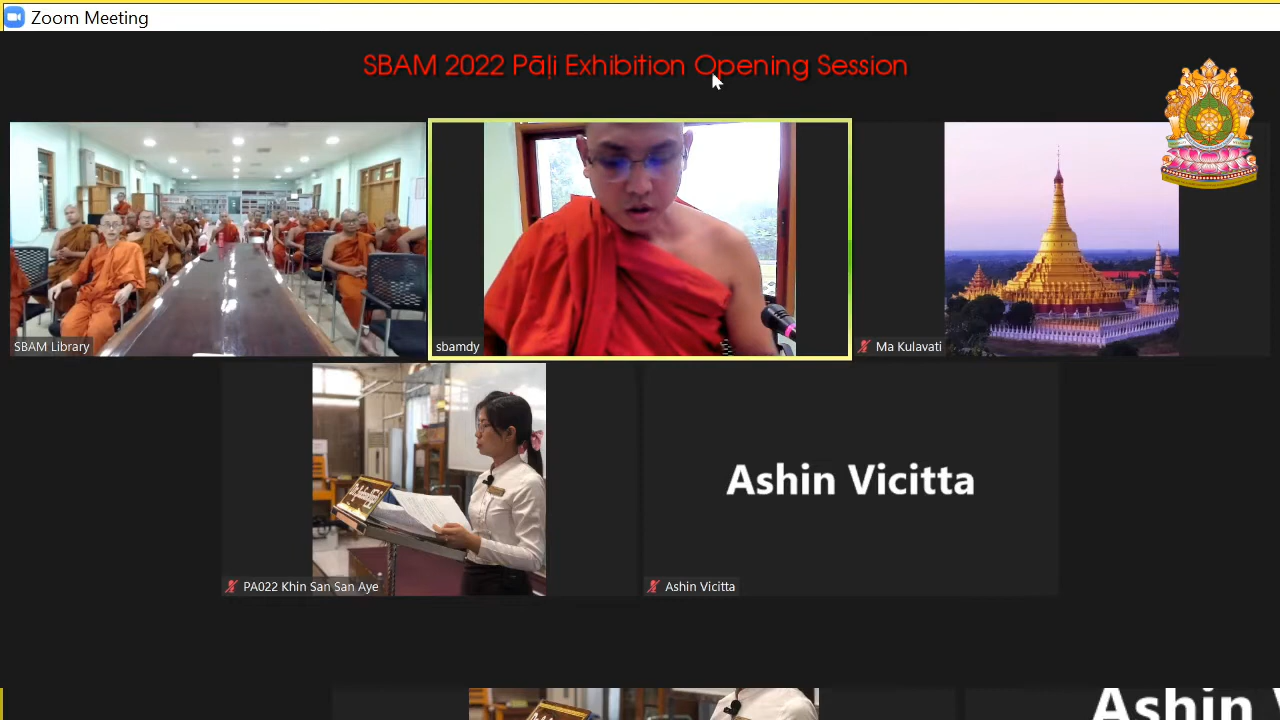 Zoom Meeting
SBAM 2022 Pāḷi Exhibition Opening Session
SBAM Library
sbamdy
Ma Kulavati
Ashin Vicitta
PA022 Khin San San Aye
Ashin Vicitta
Ashin V